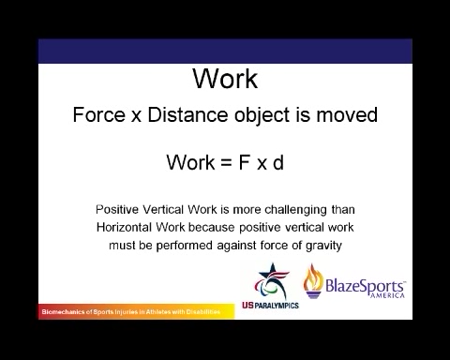 Work
Force x Distance object is moved
Work = F x d
Positive Vertical Work is more challenging than
Horizontal Work because positive vertical work
must be performed against force of gravity
US PARALYMPICS
BlazeSports
AMERICA
Biomechanics of Sports Injuries in Athletes with Disabilities